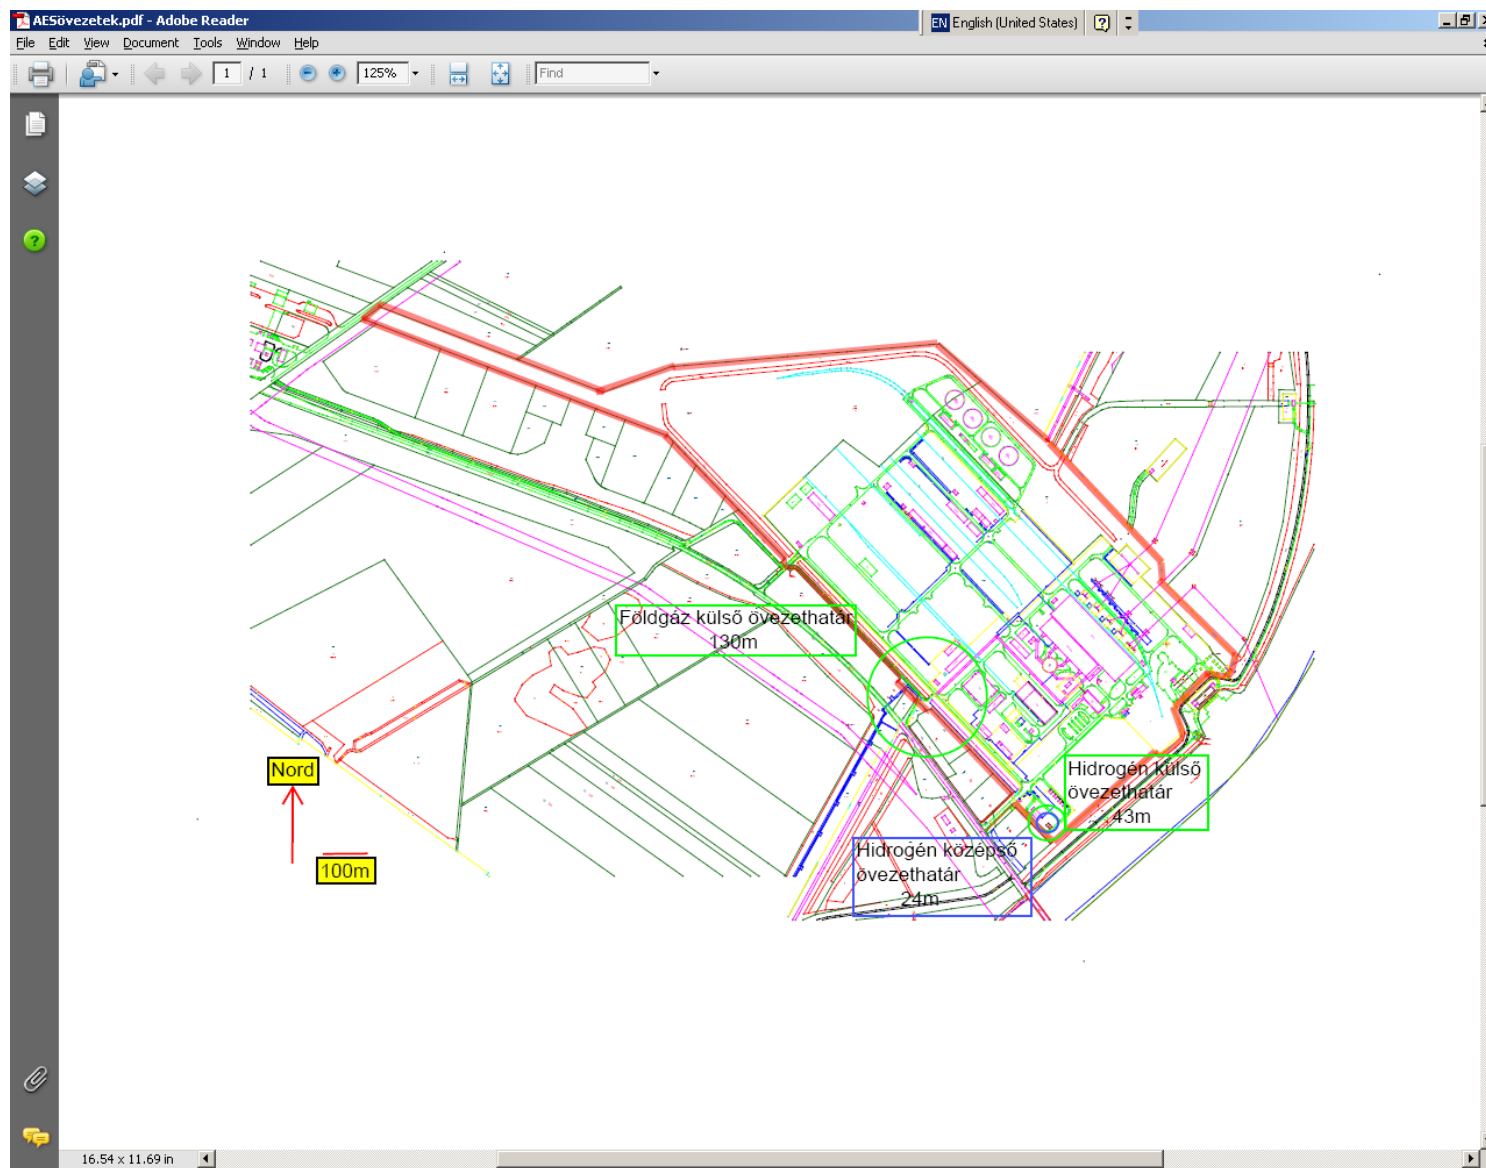 AESövezetek.pdf - Adobe Reader
EN English (United States)
File Edit View Document Tools Window Help
1 / 1
125%
Find
Földgáz külső övezethatár
130m
Nord
100m
Hidrogén külső
övezethatár
43m
Hidrogén középső
övezethatár
24m
16.54 x 11.69 in